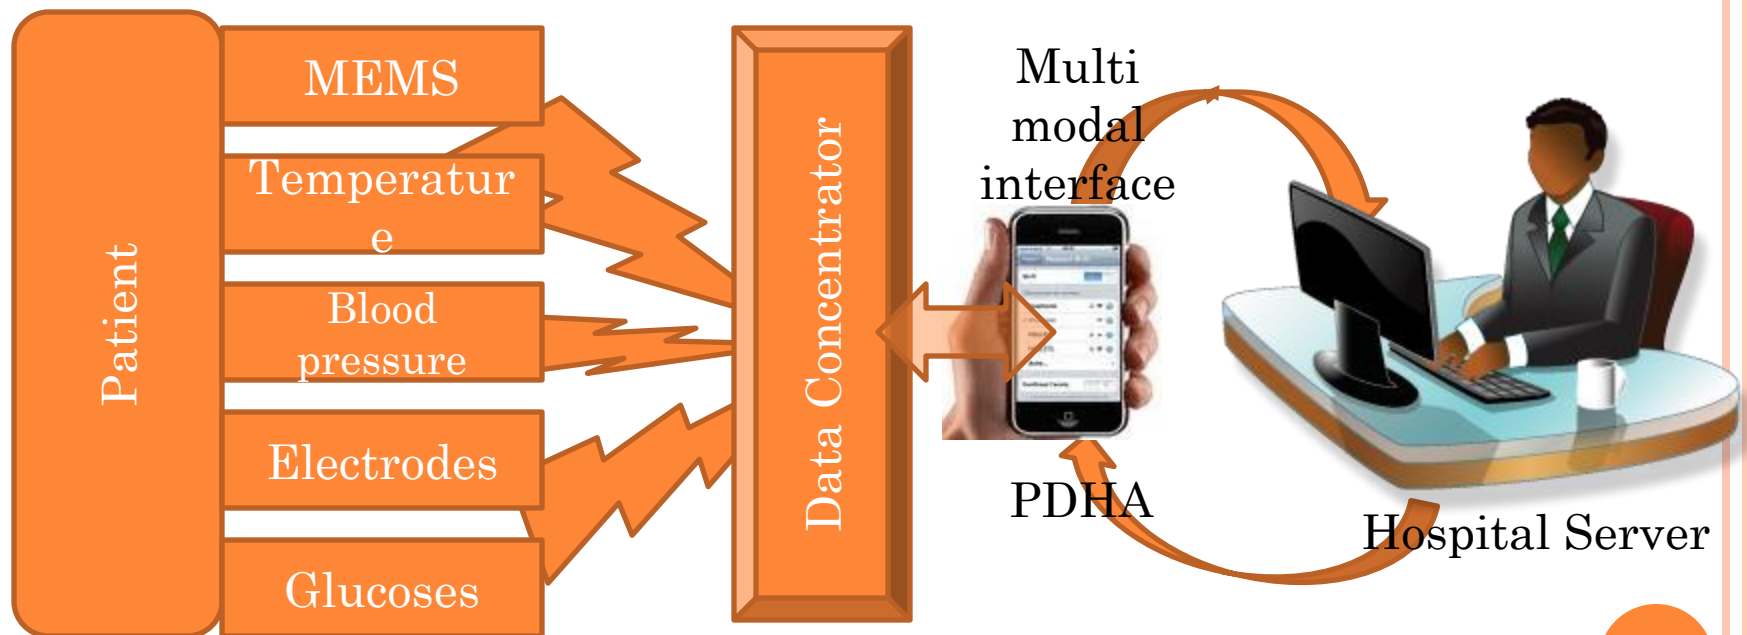 Patient
MEMS
Temperatur
e
Blood
pressure
Electrodes
Glucoses
Data Concentrator
Multi
modal
interface
PDHA
Hospital Server